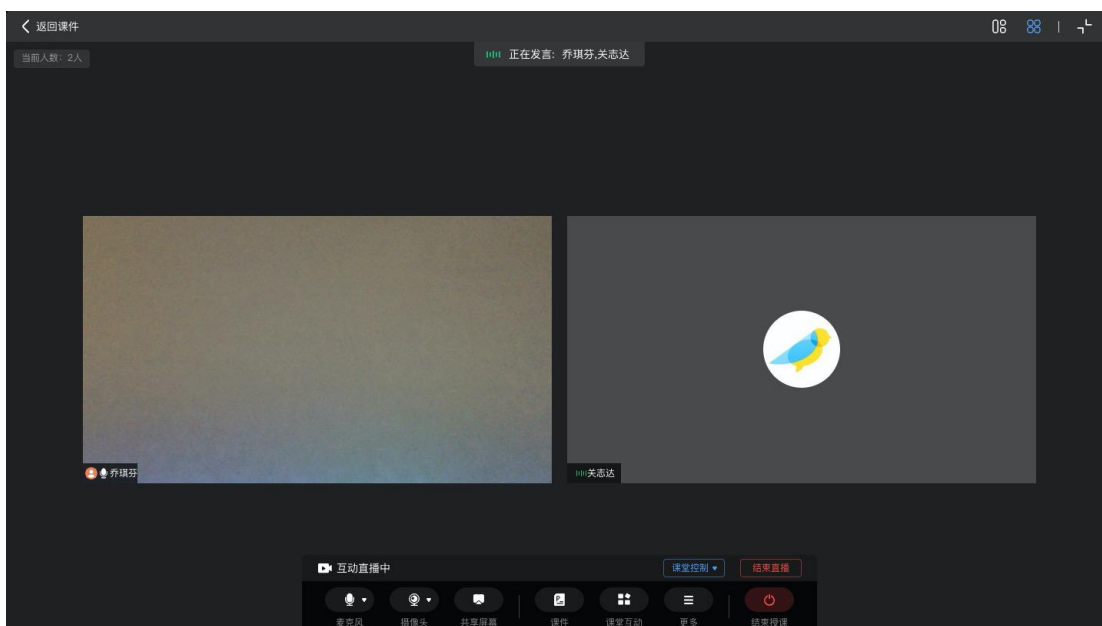 返回课件
当前人数：2人
正在发言：乔琪芬,关志达
乔琪芬
关志达
互动直播中
课堂控制
结束直播
麦克风
摄像头
共享屏幕
课件
课堂互动
更多
结束授课